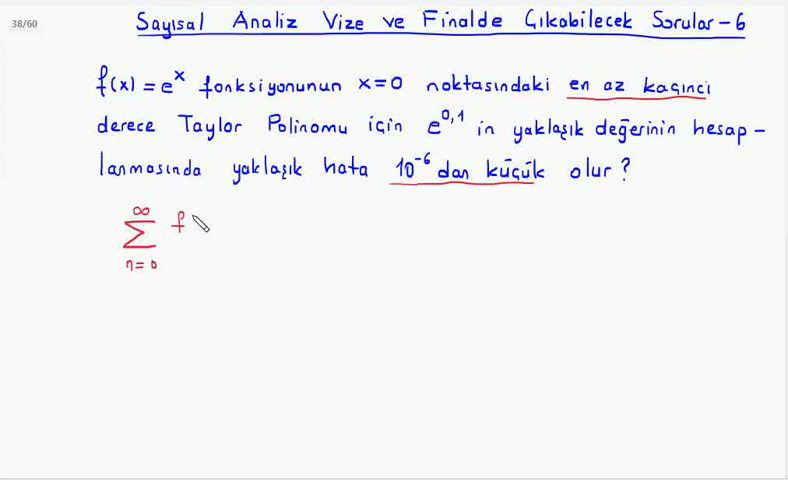 38/60
Sayısal Analiz Vize ve Finalde Çıkabilecek Sorular-6
f(x) = e^x fonksiyonunun x=0 noktasındaki en az kaçıncı
derece Taylor Polinomu için e^0,1 in yaklaşık değerinin hesap-
lanmasında yaklaşık hata 10^-6 dan küçük olur?
∞
∑ f
n=0